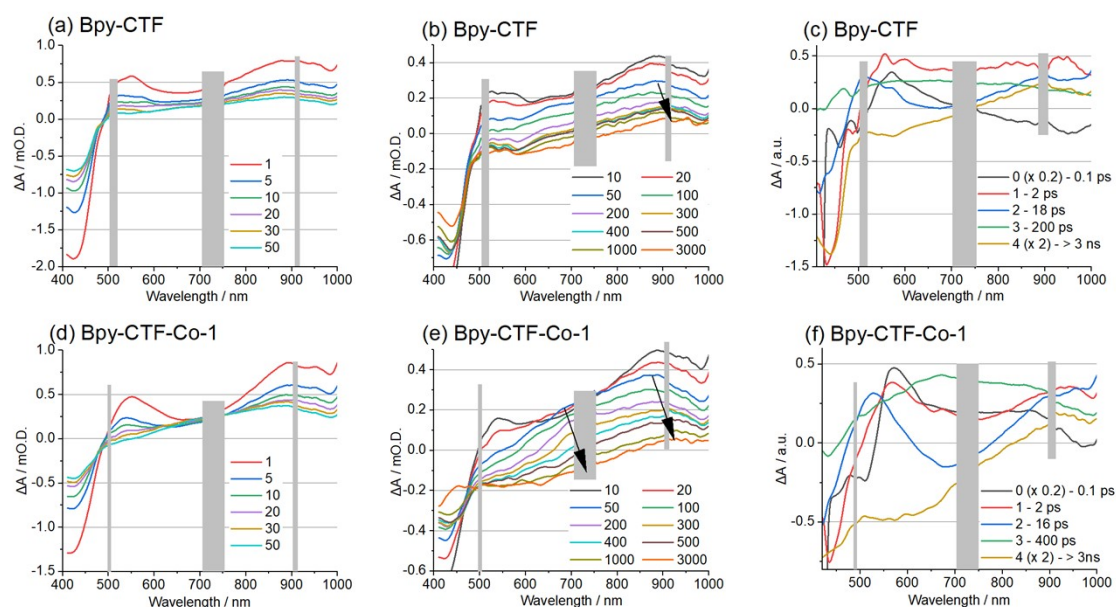 (a) Bpy-CTF
ΔA / mO.D.
1.0
0.5
0.0
-0.5
-1.0
-1.5
-2.0
1
5
10
20
30
50
400 500 600 700 800 900 1000
Wavelength / nm
(b) Bpy-CTF
ΔA / mO.D.
0.6
0.4
0.2
0.0
-0.2
-0.4
-0.6
10 20
50 100
200 300
400 500
1000 3000
400 500 600 700 800 900 1000
Wavelength / nm
(c) Bpy-CTF
ΔA / a.u.
0.5
0.0
-0.5
-1.0
-1.5
0 (x 0.2) - 0.1 ps
1 - 2 ps
2 - 18 ps
3 - 200 ps
4 (x 2) - > 3 ns
500 600 700 800 900 1000
Wavelength / nm
(d) Bpy-CTF-Co-1
ΔA / mO.D.
1.0
0.5
0.0
-0.5
-1.0
-1.5
1
5
10
20
30
50
400 500 600 700 800 900 1000
Wavelength / nm
(e) Bpy-CTF-Co-1
ΔA / mO.D.
0.4
0.2
0.0
-0.2
-0.4
-0.6
10 20
50 100
200 300
400 500
1000 3000
400 500 600 700 800 900 1000
Wavelength / nm
(f) Bpy-CTF-Co-1
ΔA / a.u.
0.5
0.0
-0.5
0 (x 0.2) - 0.1 ps
1 - 2 ps
2 - 16 ps
3 - 400 ps
4 (x 2) - > 3ns
500 600 700 800 900 1000
Wavelength / nm